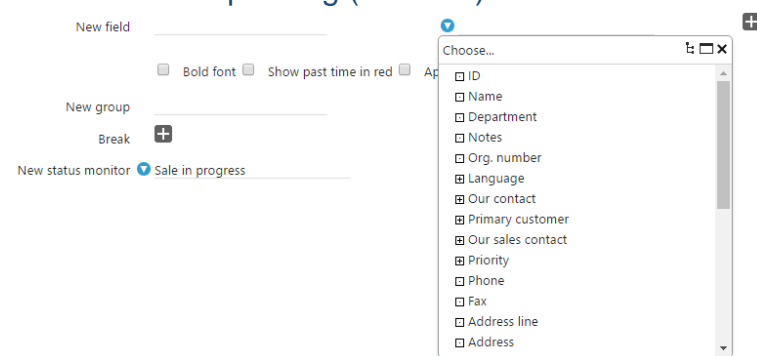 New field
Choose...
Bold font Show past time in red Ap
ID
Name
New group
Department
Break
Notes
Org. number
New status monitor Sale in progress
Language
Our contact
Primary customer
Our sales contact
Priority
Phone
Fax
Address line
Address